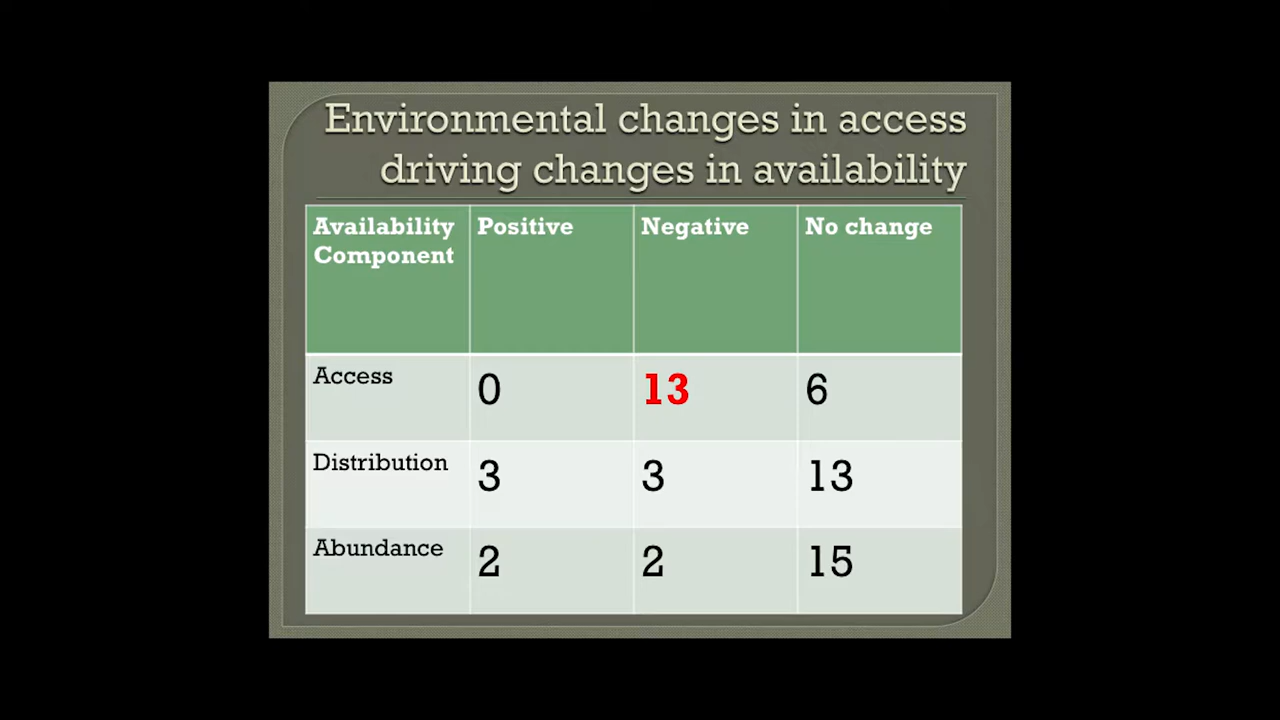 Environmental changes in access
driving changes in availability
Availability Component Positive Negative No change
Access 0 13 6
Distribution 3 3 13
Abundance 2 2 15